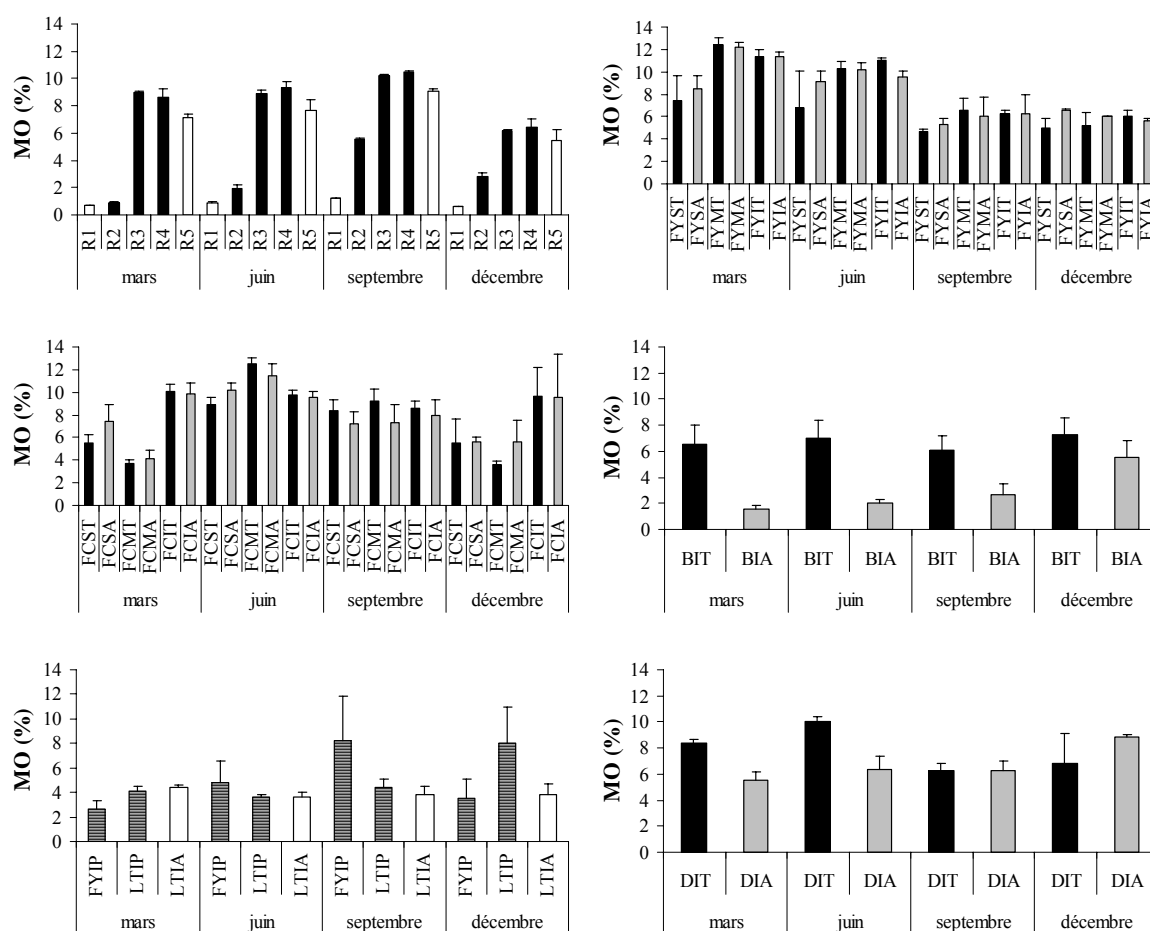 MO (%)
14
12
10
8
6
4
2
0
R1 R2 R3 R4 R5 R1 R2 R3 R4 R5 R1 R2 R3 R4 R5 R1 R2 R3 R4 R5
mars juin septembre décembre
MO (%)
14
12
10
8
6
4
2
0
FYST FYSA FYMT FYMA FYIT FYIA FYST FYSA FYMT FYMA FYIT FYIA FYST FYSA FYMT FYMA FYIT FYIA FYST FYSA FYMT FYMA FYIT FYIA
mars juin septembre décembre
MO (%)
14
12
10
8
6
4
2
0
FCST FCSA FCMT FCMA FCIT FCIA FCST FCSA FCMT FCMA FCIT FCIA FCST FCSA FCMT FCMA FCIT FCIA FCST FCSA FCMT FCMA FCIT FCIA
mars juin septembre décembre
MO (%)
14
12
10
8
6
4
2
0
BIT BIA BIT BIA BIT BIA BIT BIA
mars juin septembre décembre
MO (%)
14
12
10
8
6
4
2
0
FYIP LTIP LTIA FYIP LTIP LTIA FYIP LTIP LTIA FYIP LTIP LTIA
mars juin septembre décembre
MO (%)
14
12
10
8
6
4
2
0
DIT DIA DIT DIA DIT DIA DIT DIA
mars juin septembre décembre